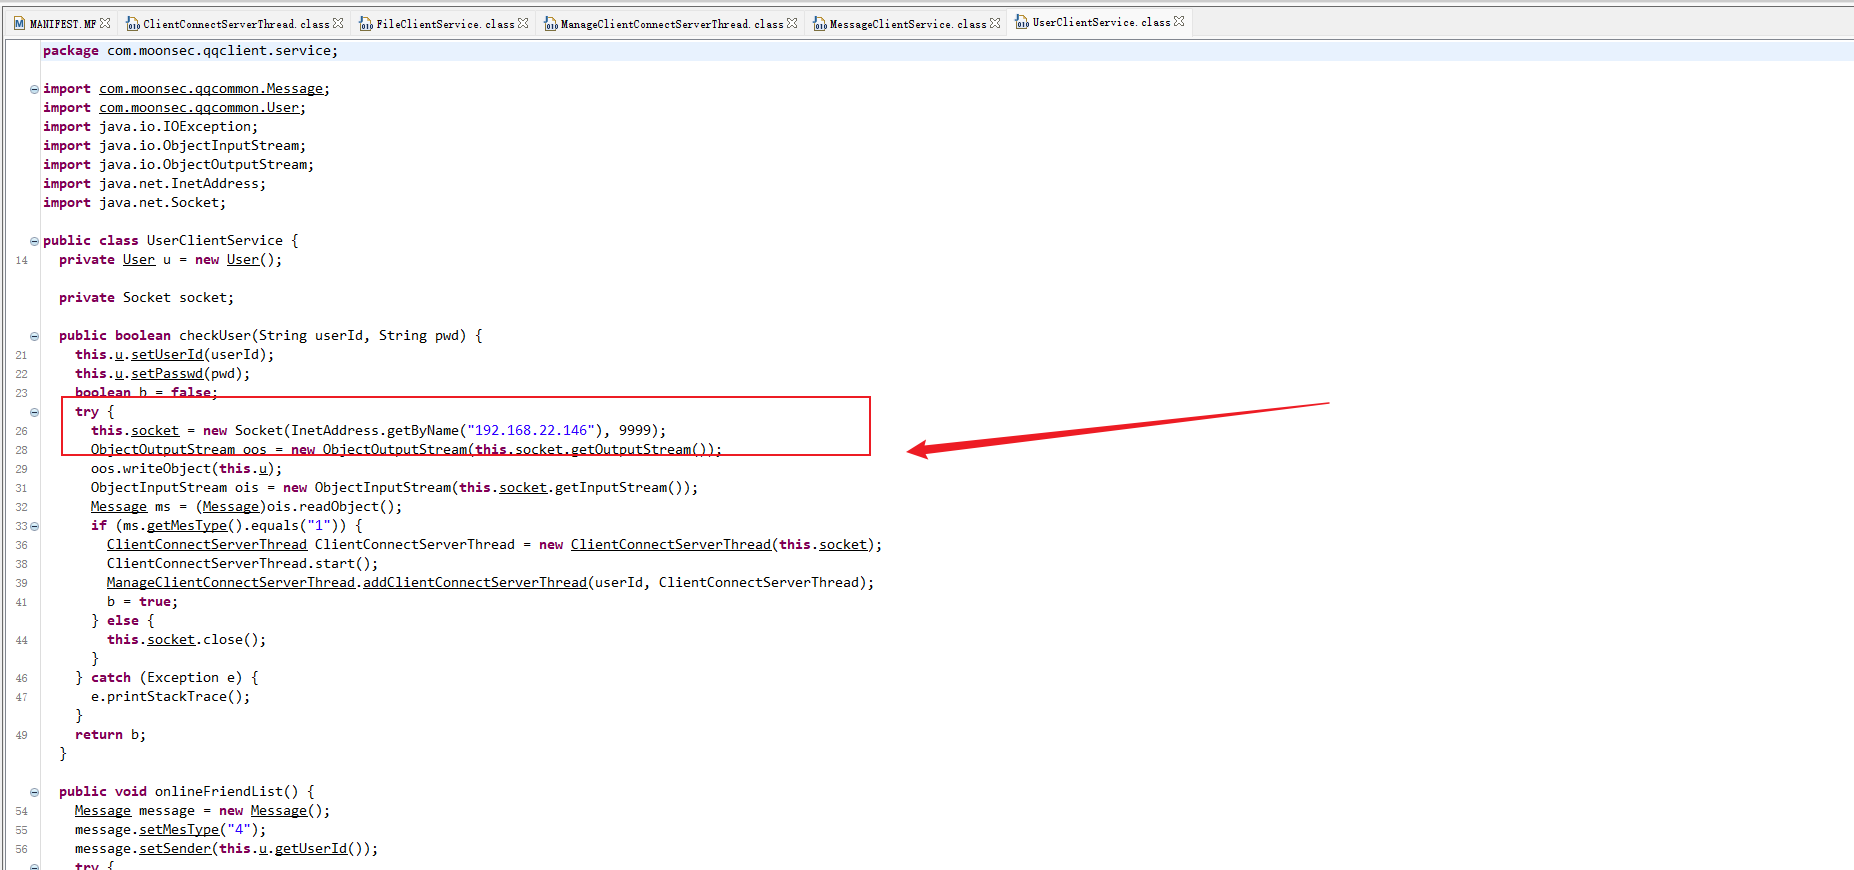 MANIFEST.MF ClientConnectServerThread.class FileClientService.class ManageClientConnectServerThread.class MessageClientService.class UserClientService.class
package com.moonsec.qqclient.service;
import com.moonsec.qqcommon.Message;
import com.moonsec.qqcommon.User;
import java.io.IOException;
import java.io.ObjectInputStream;
import java.io.ObjectOutputStream;
import java.net.InetAddress;
import java.net.Socket;
public class UserClientService {
14 private User u = new User();
private Socket socket;
public boolean checkUser(String userId, String pwd) {
21 this.u.setUserId(userId);
22 this.u.setPasswd(pwd);
23 boolean b = false;
try {
26 this.socket = new Socket(InetAddress.getByName("192.168.22.146"), 9999);
28 ObjectOutputStream oos = new ObjectOutputStream(this.socket.getOutputStream());
29 oos.writeObject(this.u);
31 ObjectInputStream ois = new ObjectInputStream(this.socket.getInputStream());
32 Message ms = (Message)ois.readObject();
33 if (ms.getMesType().equals("1")) {
36 ClientConnectServerThread ClientConnectServerThread = new ClientConnectServerThread(this.socket);
38 ClientConnectServerThread.start();
39 ManageClientConnectServerThread.addClientConnectServerThread(userId, ClientConnectServerThread);
41 b = true;
} else {
44 this.socket.close();
}
46 } catch (Exception e) {
47 e.printStackTrace();
}
49 return b;
}
public void onlineFriendList() {
54 Message message = new Message();
55 message.setMesType("4");
56 message.setSender(this.u.getUserId());
try {